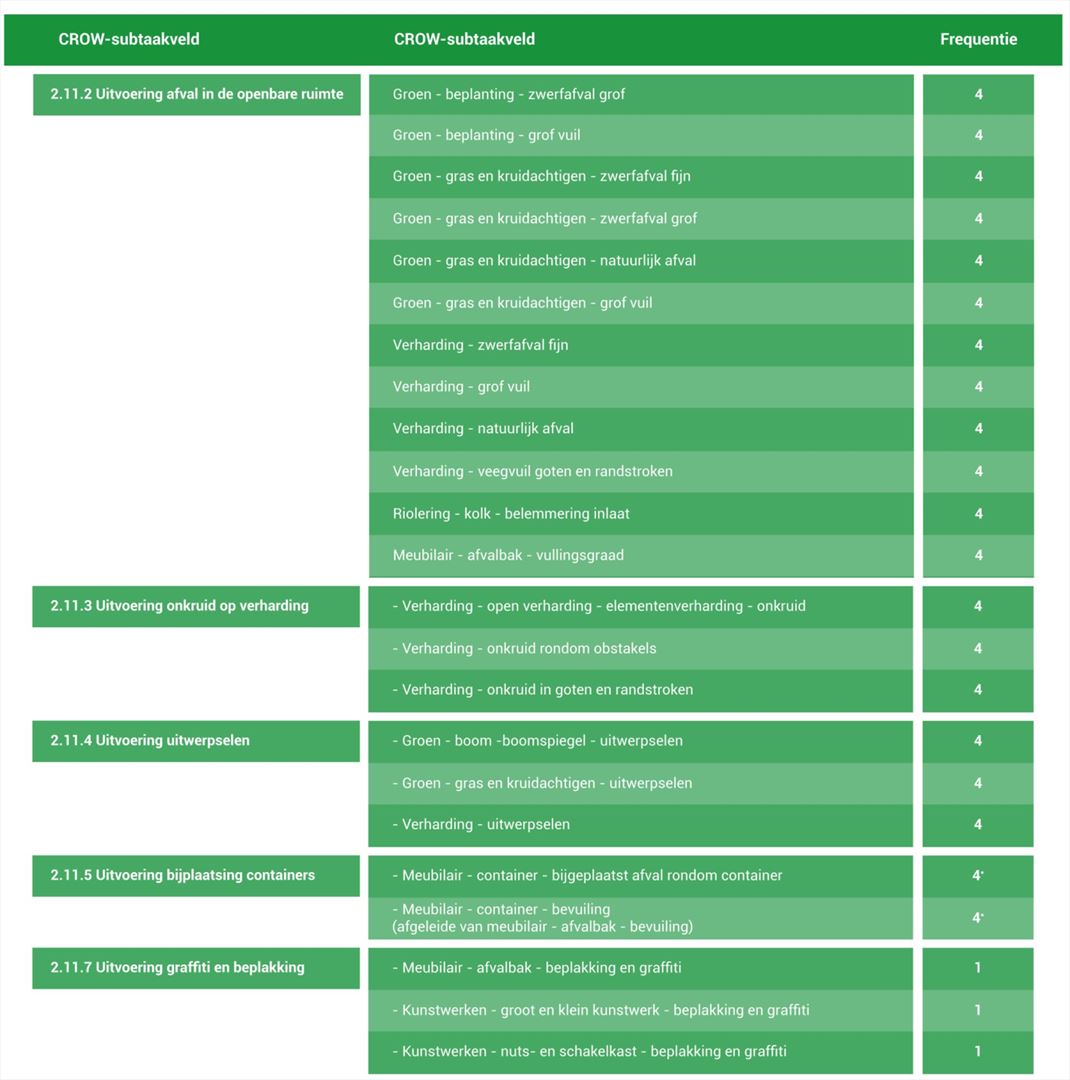 CROW-subtaakveld CROW-subtaakveld Frequentie
2.11.2 Uitvoering afval in de openbare ruimte Groen - beplanting - zwerfafval grof 4
Groen - beplanting - grof vuil 4
Groen - gras en kruidachtigen - zwerfafval fijn 4
Groen - gras en kruidachtigen - zwerfafval grof 4
Groen - gras en kruidachtigen - natuurlijk afval 4
Groen - gras en kruidachtigen - grof vuil 4
Verharding - zwerfafval fijn 4
Verharding - grof vuil 4
Verharding - natuurlijk afval 4
Verharding - veegvuil goten en randstroken 4
Riolering - kolk - belemmering inlaat 4
Meubilair - afvalbak - vullingsgraad 4
2.11.3 Uitvoering onkruid op verharding - Verharding - open verharding - elementenverharding - onkruid 4
- Verharding - onkruid rondom obstakels 4
- Verharding - onkruid in goten en randstroken 4
2.11.4 Uitvoering uitwerpselen - Groen - boom -boomspiegel - uitwerpselen 4
- Groen - gras en kruidachtigen - uitwerpselen 4
- Verharding - uitwerpselen 4
2.11.5 Uitvoering bijplaatsing containers - Meubilair - container - bijgeplaatst afval rondom container 4*
- Meubilair - container - bevuiling
(afgeleide van meubilair - afvalbak - bevuiling) 4*
2.11.7 Uitvoering graffiti en beplakking - Meubilair - afvalbak - beplakking en graffiti 1
- Kunstwerken - groot en klein kunstwerk - beplakking en graffiti 1
- Kunstwerken - nuts- en schakelkast - beplakking en graffiti 1